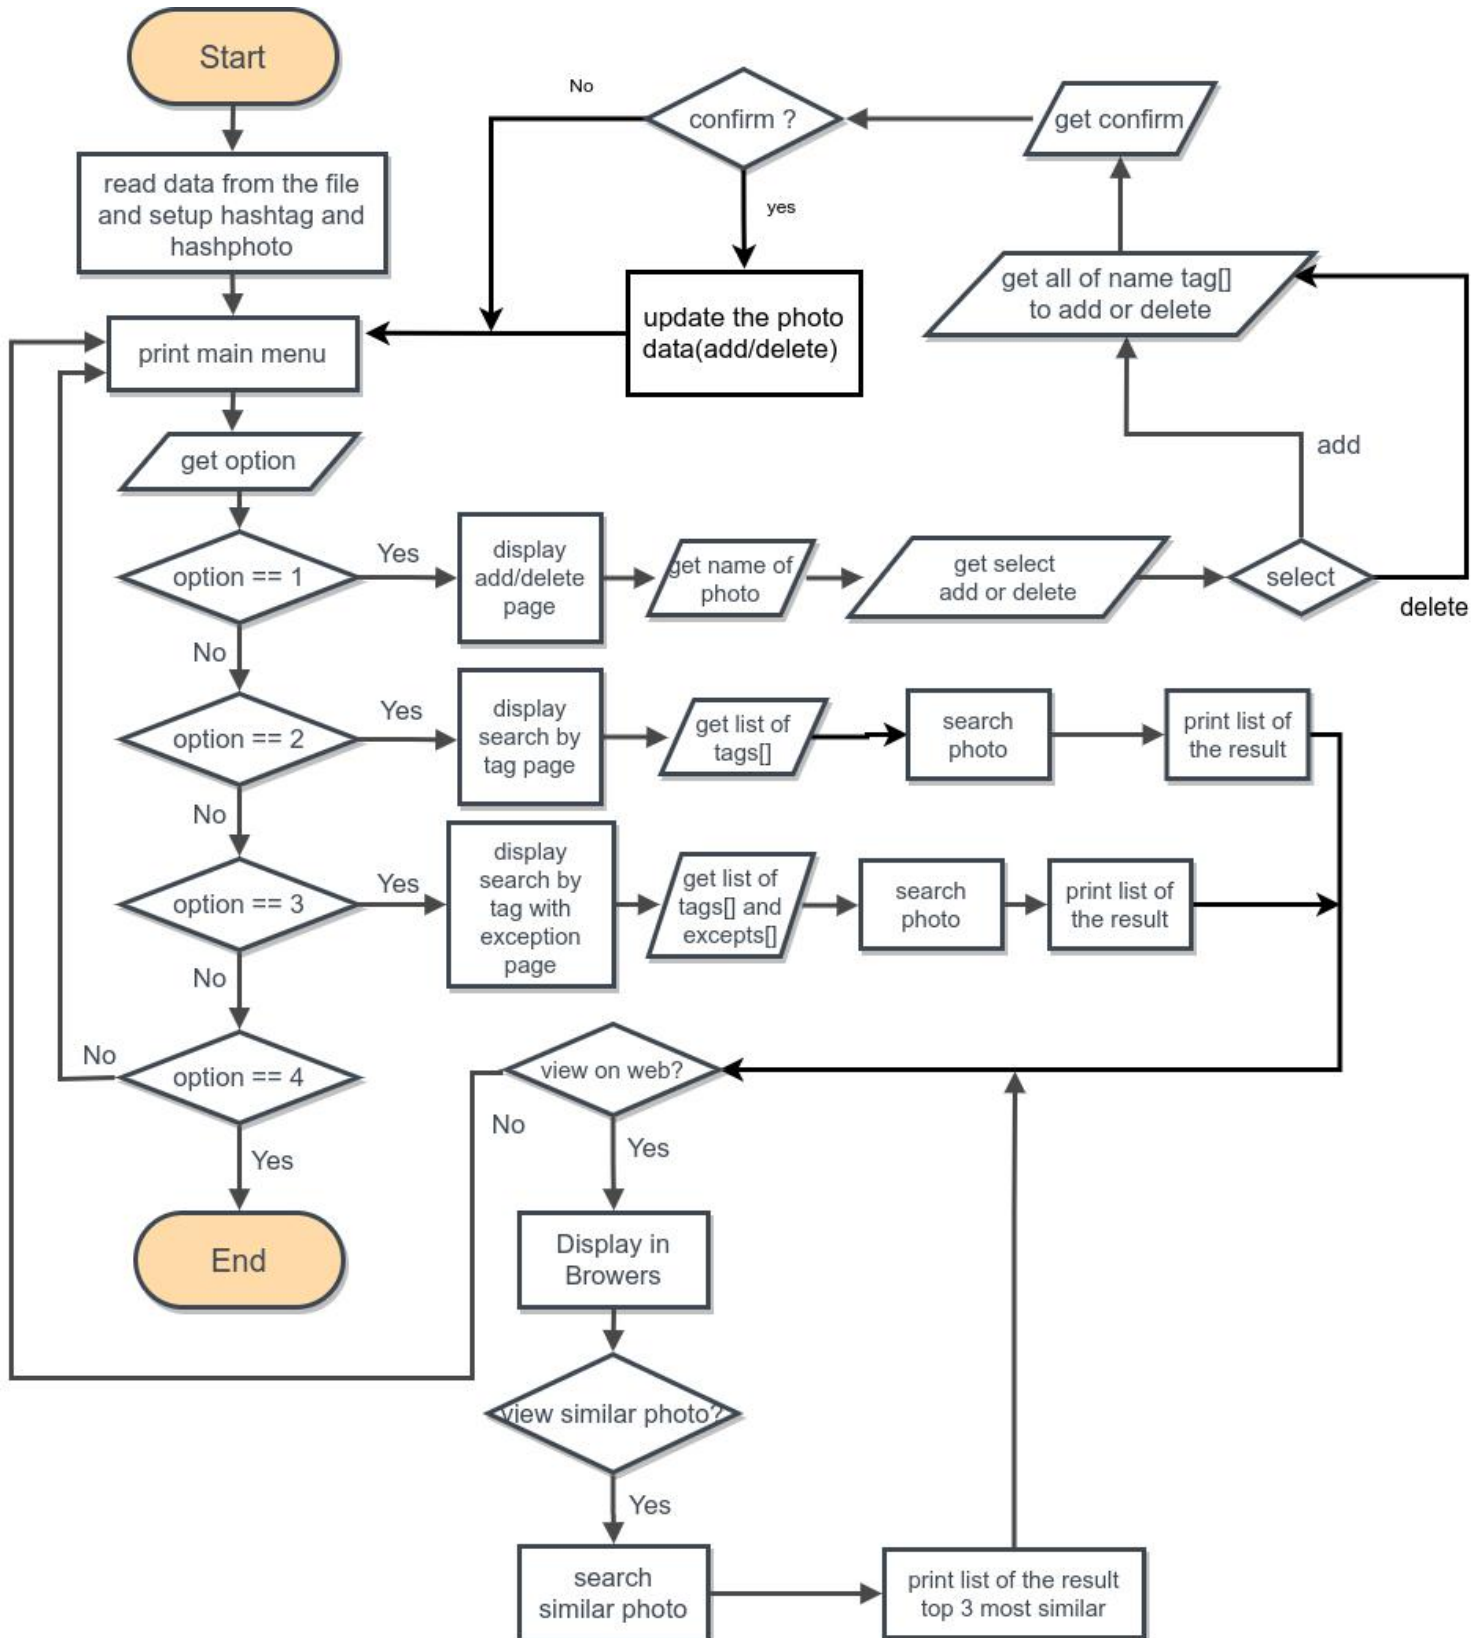 Start
No
confirm ?
get confirm
read data from the file
and setup hashtag and
hashphoto
yes
get all of name tag[]
to add or delete
print main menu
update the photo
data(add/delete)
get option
add
option == 1
Yes
display
add/delete
page
get name of
photo
get select
add or delete
select
delete
No
option == 2
Yes
display
search by
tag page
get list of
tags[]
search
photo
print list of
the result
No
option == 3
Yes
display
search by
tag with
exception
page
get list of
tags[] and
excepts[]
search
photo
print list of
the result
No
No
option == 4
view on web?
No
Yes
Yes
End
Display in
Browers
view similar photo?
Yes
search
similar photo
print list of the result
top 3 most similar